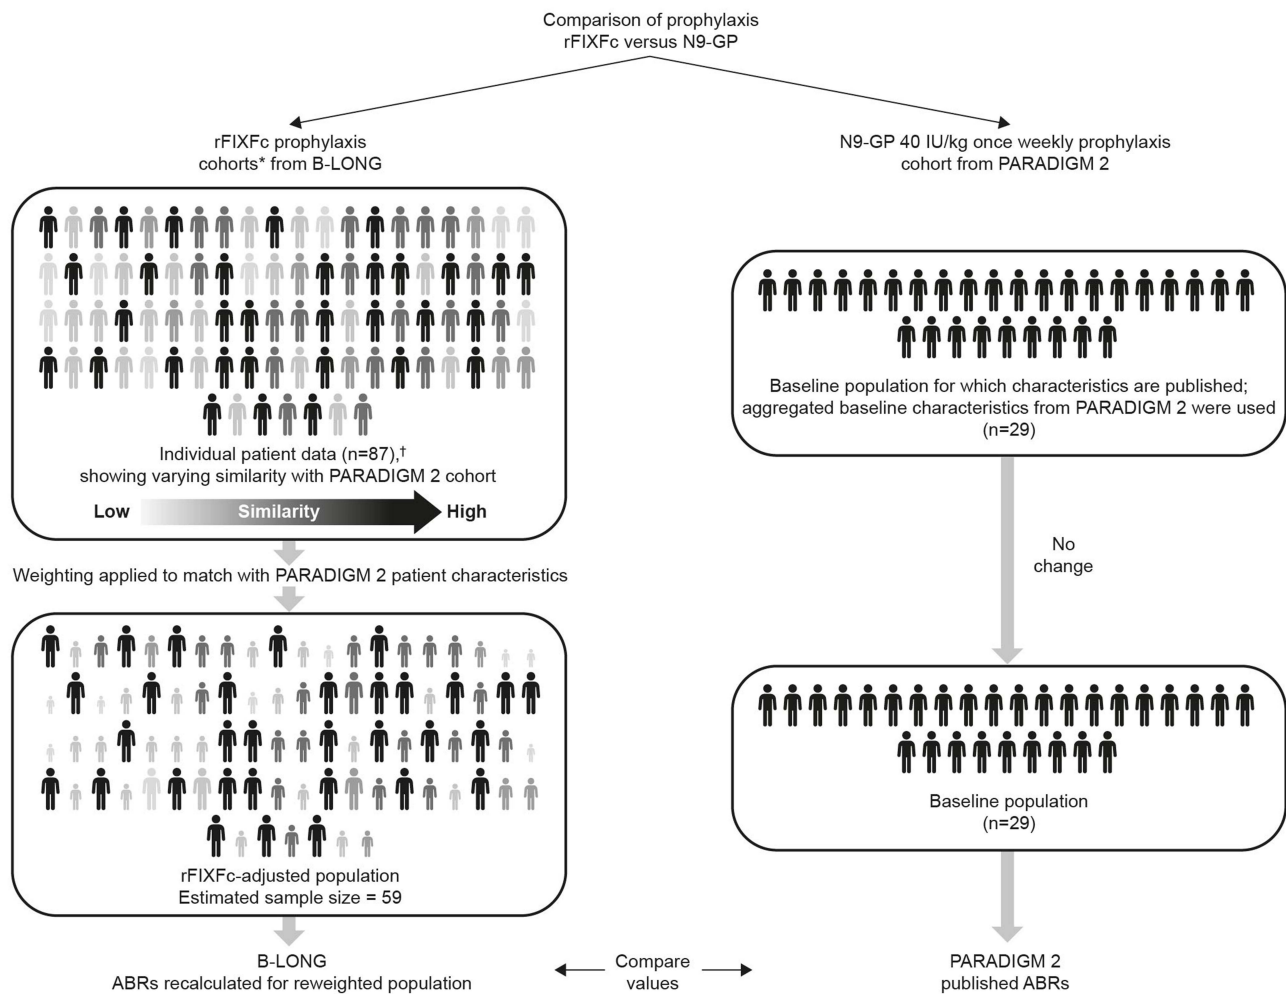 Comparison of prophylaxis
rFIXFc versus N9-GP
rFIXFc prophylaxis
cohorts* from B-LONG
Individual patient data (n=87),†
showing varying similarity with PARADIGM 2 cohort
Low Similarity High
Weighting applied to match with PARADIGM 2 patient characteristics
rFIXFc-adjusted population
Estimated sample size = 59
B-LONG
ABRs recalculated for reweighted population
Compare
values
N9-GP 40 IU/kg once weekly prophylaxis
cohort from PARADIGM 2
Baseline population for which characteristics are published;
aggregated baseline characteristics from PARADIGM 2 were used
(n=29)
No
change
Baseline population
(n=29)
PARADIGM 2
published ABRs